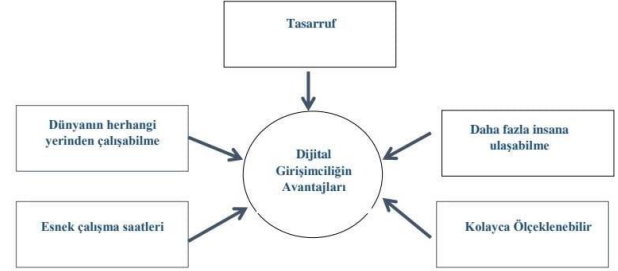 Tasarruf
Dünyanın herhangi
yerinden çalışabilme
Daha fazla insana
ulaşabilme
Dijital
Girişimciliğin
Avantajları
Esnek çalışma saatleri
Kolayca Ölçeklenebilir